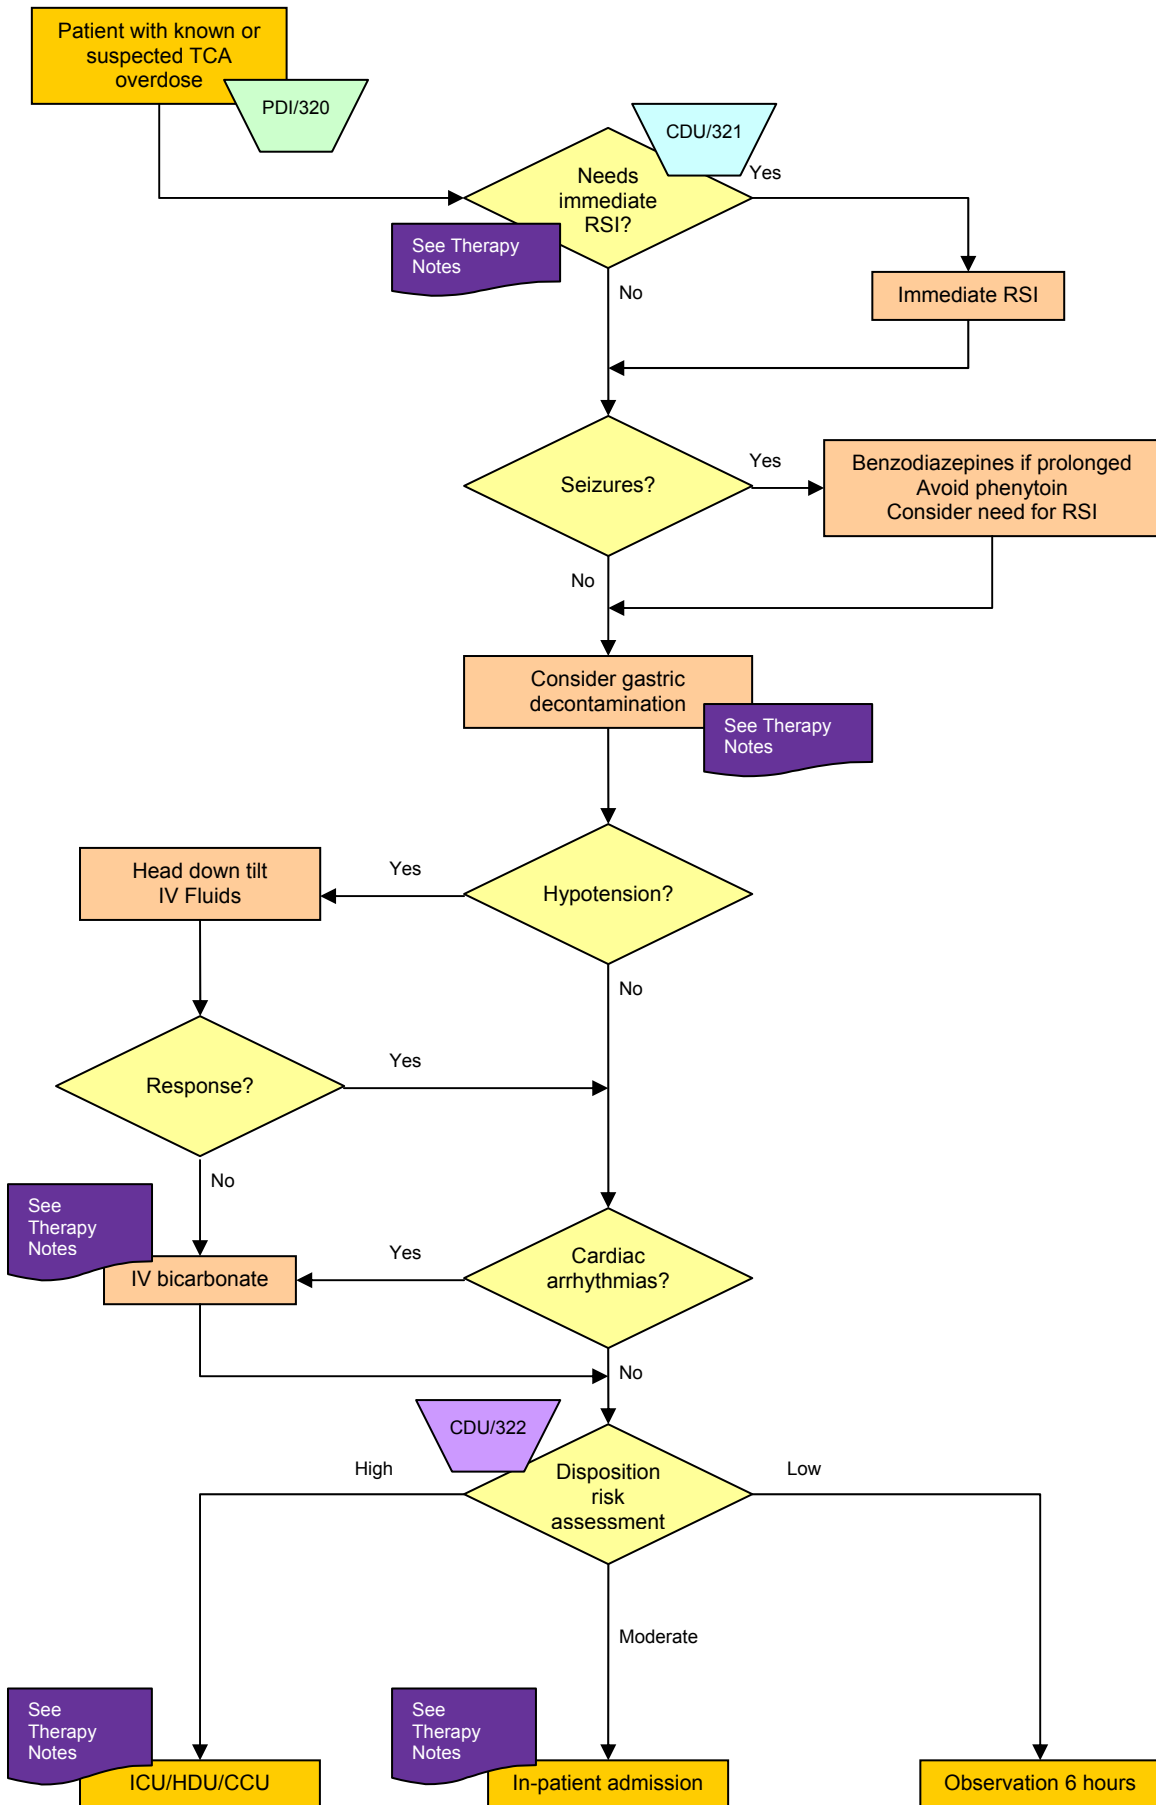 Patient with known or
suspected TCA
overdose
PDI/320
CDU/321
Needs
immediate
RSI?
Yes
See Therapy
Notes
No
Immediate RSI
Seizures?
Yes
Benzodiazepines if prolonged
Avoid phenytoin
Consider need for RSI
No
Consider gastric
decontamination
See Therapy
Notes
Hypotension?
Yes
Head down tilt
IV Fluids
No
Response?
Yes
No
See
Therapy
Notes
IV bicarbonate
Yes
Cardiac
arrhythmias?
No
CDU/322
Disposition
risk
assessment
High
Low
Moderate
See
Therapy
Notes
ICU/HDU/CCU
See
Therapy
Notes
In-patient admission
Observation 6 hours